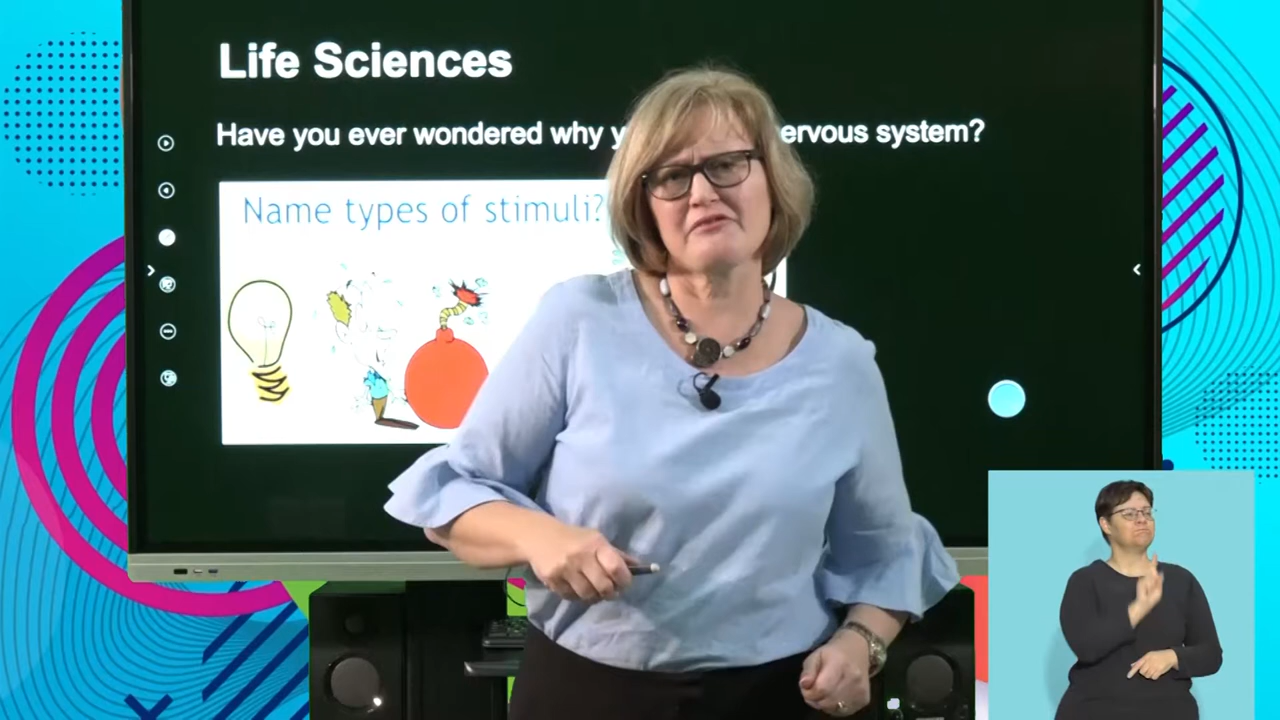 Life Sciences
Have you ever wondered why y ervous system?
Name types of stimuli?